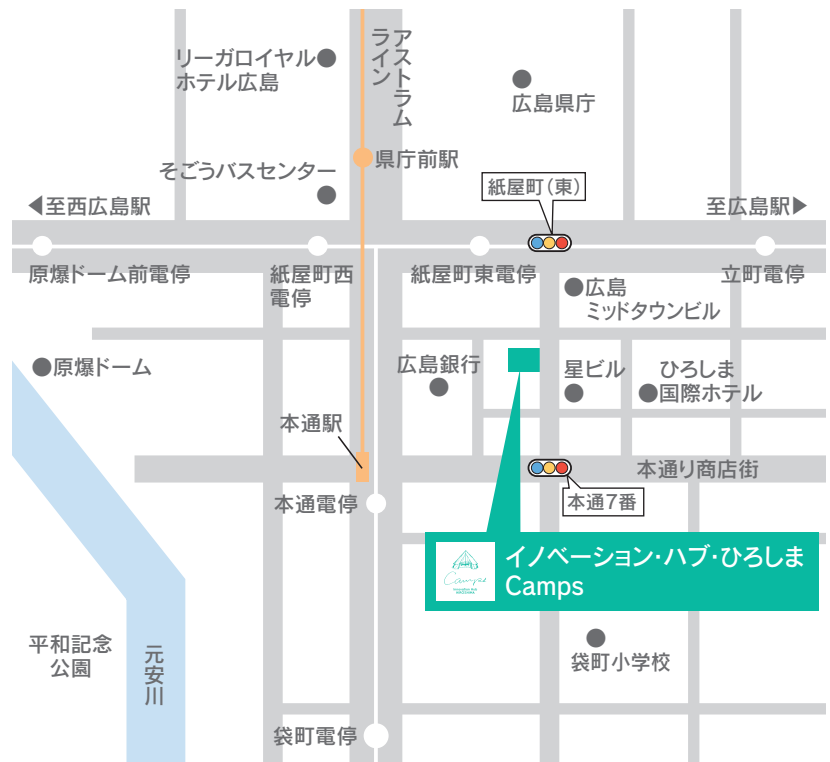 リーガロイヤル
ホテル広島
アストラム
ライン
広島県庁
県庁前駅
そごうバスセンター
紙屋町(東)
◀至西広島駅
至広島駅▶
原爆ドーム前電停
紙屋町西
電停
紙屋町東電停
立町電停
広島
ミッドタウンビル
原爆ドーム
広島銀行
星ビル
ひろしま
国際ホテル
本通駅
本通り商店街
本通電停
本通7番
イノベーション・ハブ・ひろしま
Camps
Camps
平和記念
公園
元安川
袋町小学校
袋町電停